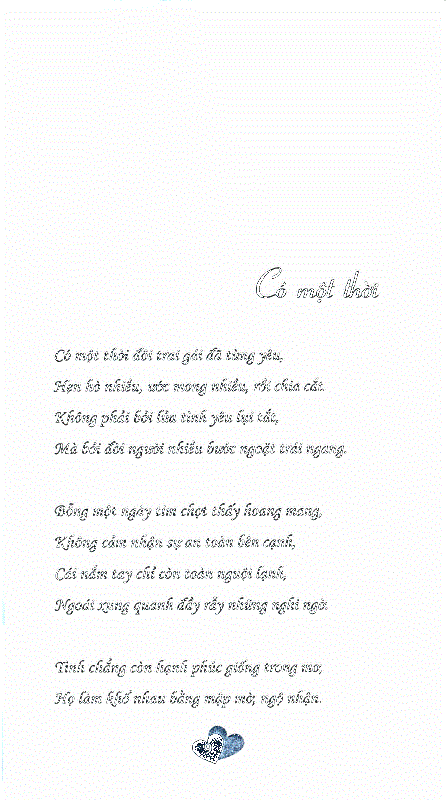 Có một thời
Có một thời đôi trai gái đã từng yêu,
Hẹn hò nhiều, ước mong nhiều, rồi chia cắt.
Không phải bởi lửa tình yêu lụi tắt,
Mà bởi đời người nhiều bước ngoặt trái ngang.
Bỗng một ngày tim chợt thấy hoang mang,
Không cảm nhận sự an toàn bên cạnh,
Cái nắm tay chỉ còn toàn nguội lạnh,
Ngoái xung quanh đầy rẫy những nghi ngờ.
Tình chẳng còn hạnh phúc giống trong mơ,
Họ làm khổ nhau bằng mập mờ, ngộ nhận.